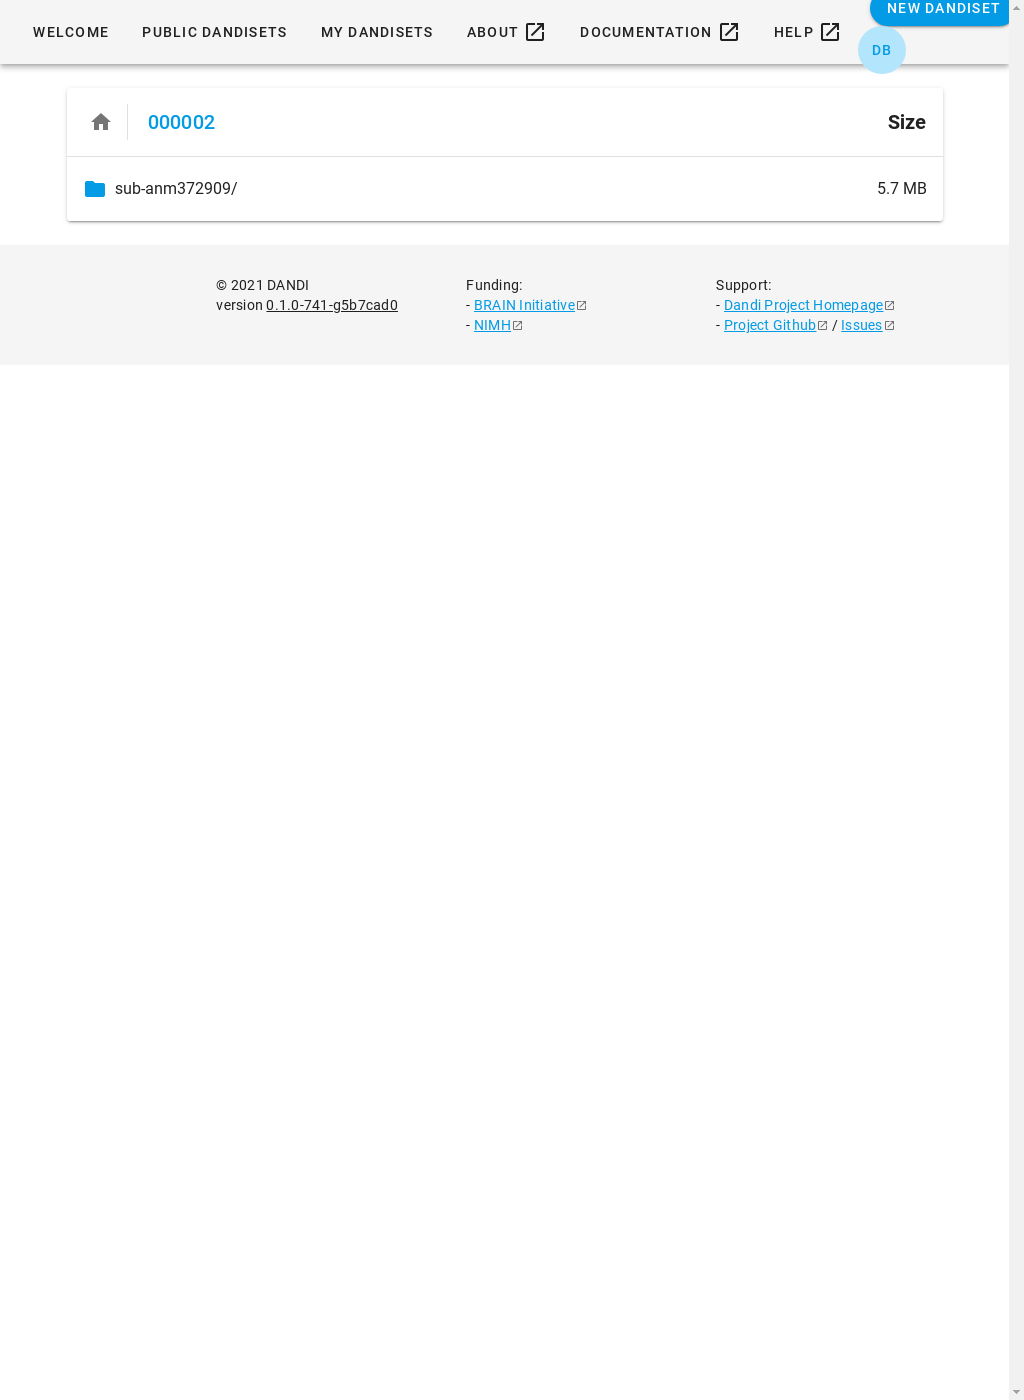 WELCOME PUBLIC DANDISETS MY DANDISETS ABOUT DOCUMENTATION HELP NEW DANDISET
DB
000002 Size
sub-anm372909/ 5.7 MB
© 2021 DANDI
version 0.1.0-741-g5b7cad0
Funding:
- BRAIN Initiative
- NIMH
Support:
- Dandi Project Homepage
- Project Github / Issues